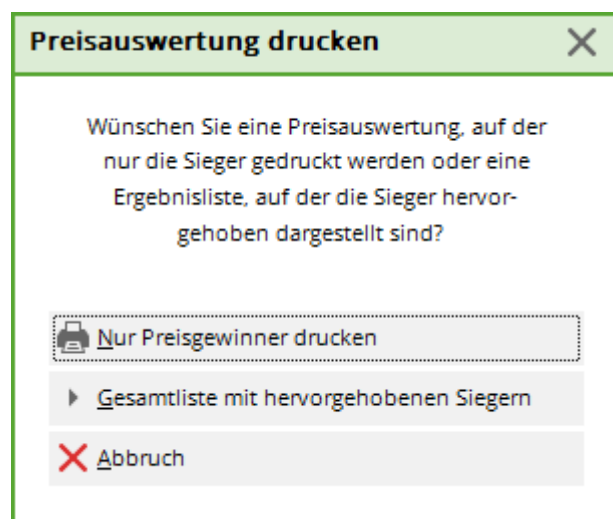 Preisauswertung drucken
Wünschen Sie eine Preisauswertung, auf der
nur die Sieger gedruckt werden oder eine
Ergebnisliste, auf der die Sieger hervor-
gehoben dargestellt sind?
Nur Preisgewinner drucken
Gesamtliste mit hervorgehobenen Siegern
Abbruch